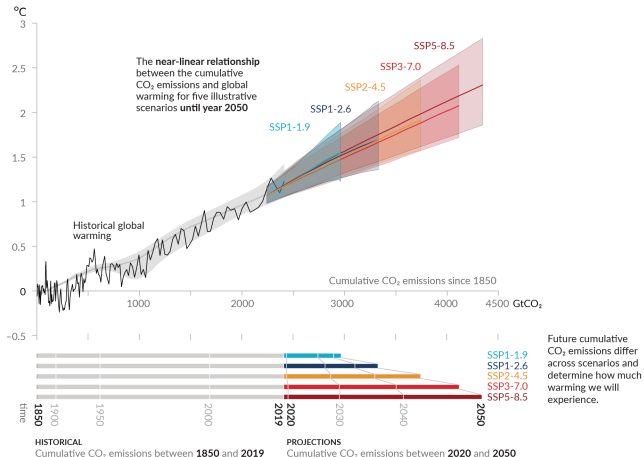 °C
3
2.5
2
1.5
1
0.5
0
−0.5
The near-linear relationship
between the cumulative
CO₂ emissions and global
warming for five illustrative
scenarios until year 2050
SSP5-8.5
SSP3-7.0
SSP2-4.5
SSP1-2.6
SSP1-1.9
Historical global
warming
Cumulative CO₂ emissions since 1850
1000
2000
3000
4000
4500
GtCO₂
SSP1-1.9
SSP1-2.6
SSP2-4.5
SSP3-7.0
SSP5-8.5
Future cumulative
CO₂ emissions differ
across scenarios and
determine how much
warming we will
experience.
time
1850
1900
1950
2000
2019
2020
2030
2040
2050
HISTORICAL
Cumulative CO₂ emissions between 1850 and 2019
PROJECTIONS
Cumulative CO₂ emissions between 2020 and 2050